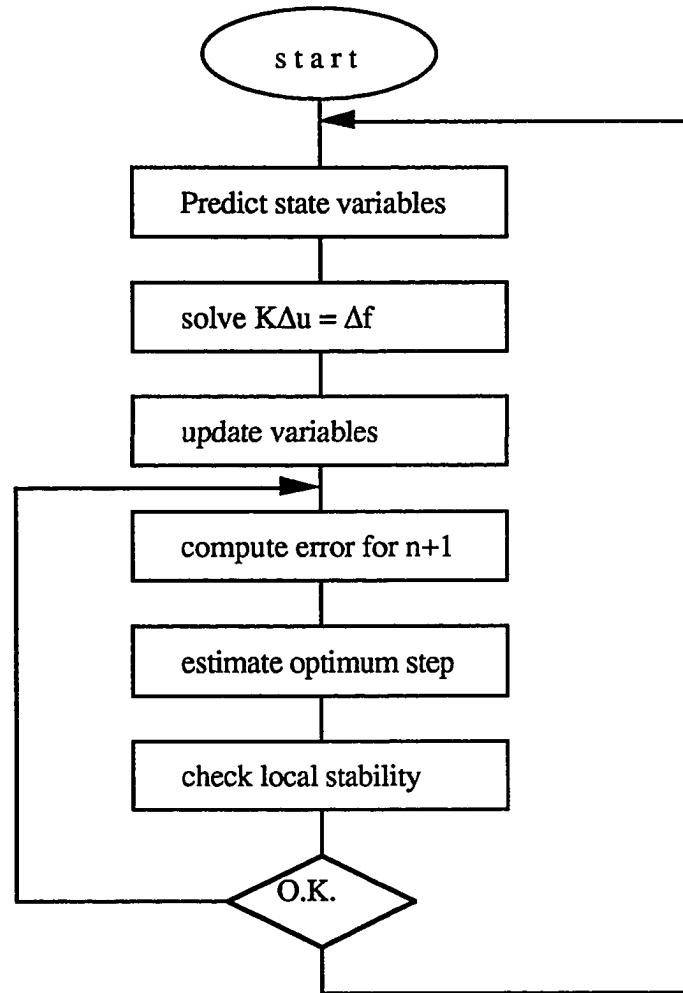 start
Predict state variables
solve KΔu = Δf
update variables
compute error for n+1
estimate optimum step
check local stability
O.K.